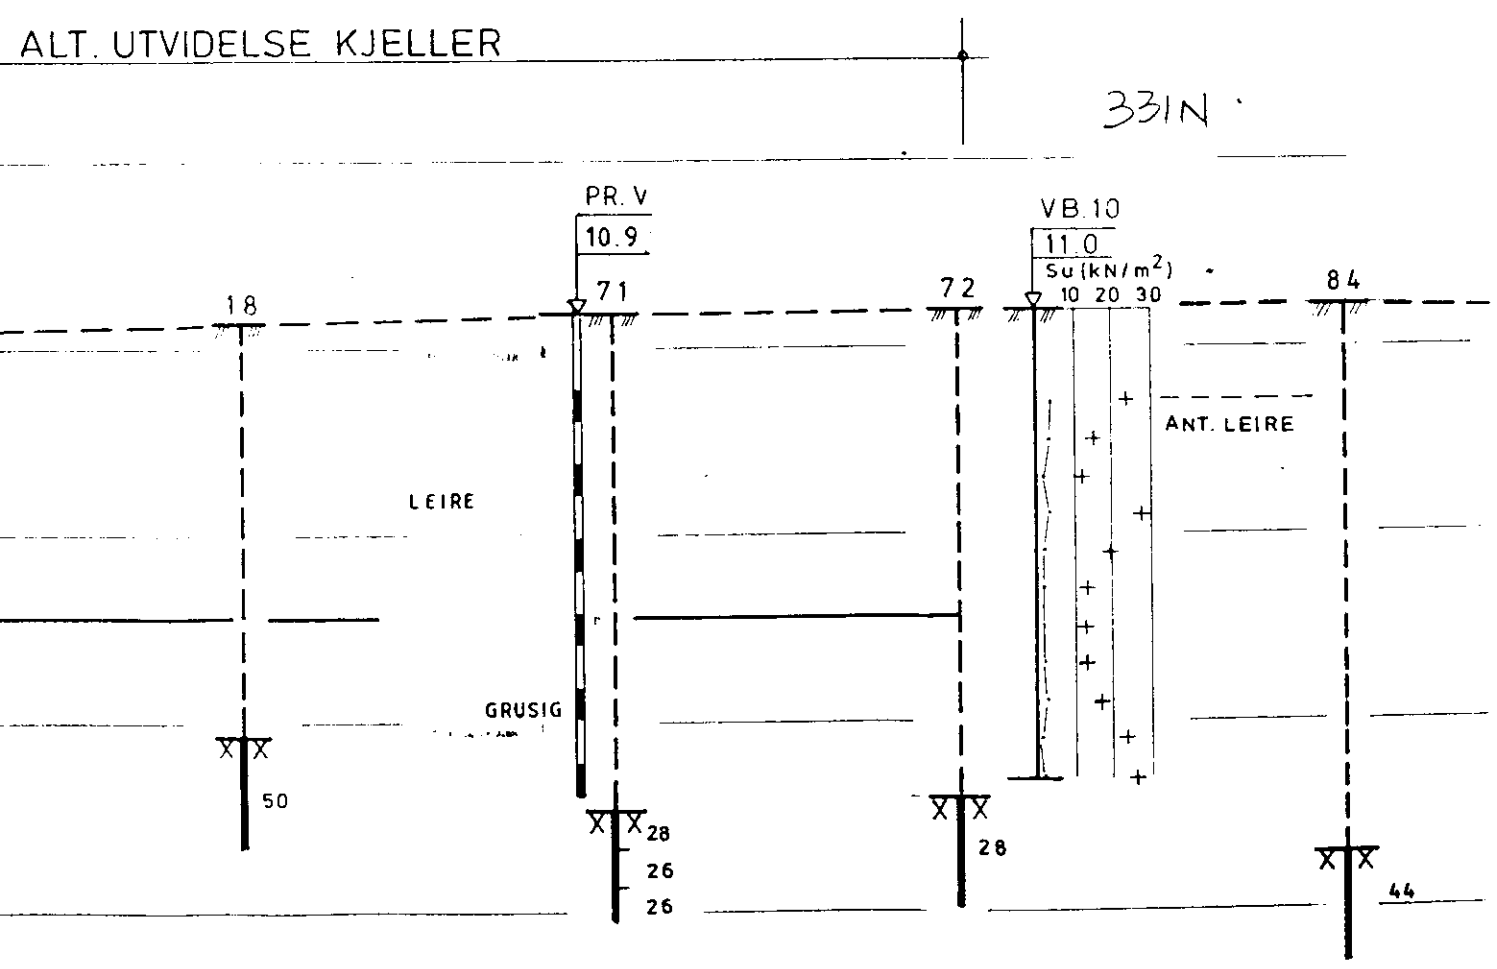 ALT. UTVIDELSE KJELLER
331N
PR. V
10.9
VB.10
11.0
Su (kN/m²)
10 20 30
18
71
72
84
ANT. LEIRE
LEIRE
GRUSIG
50
28
26
26
28
44